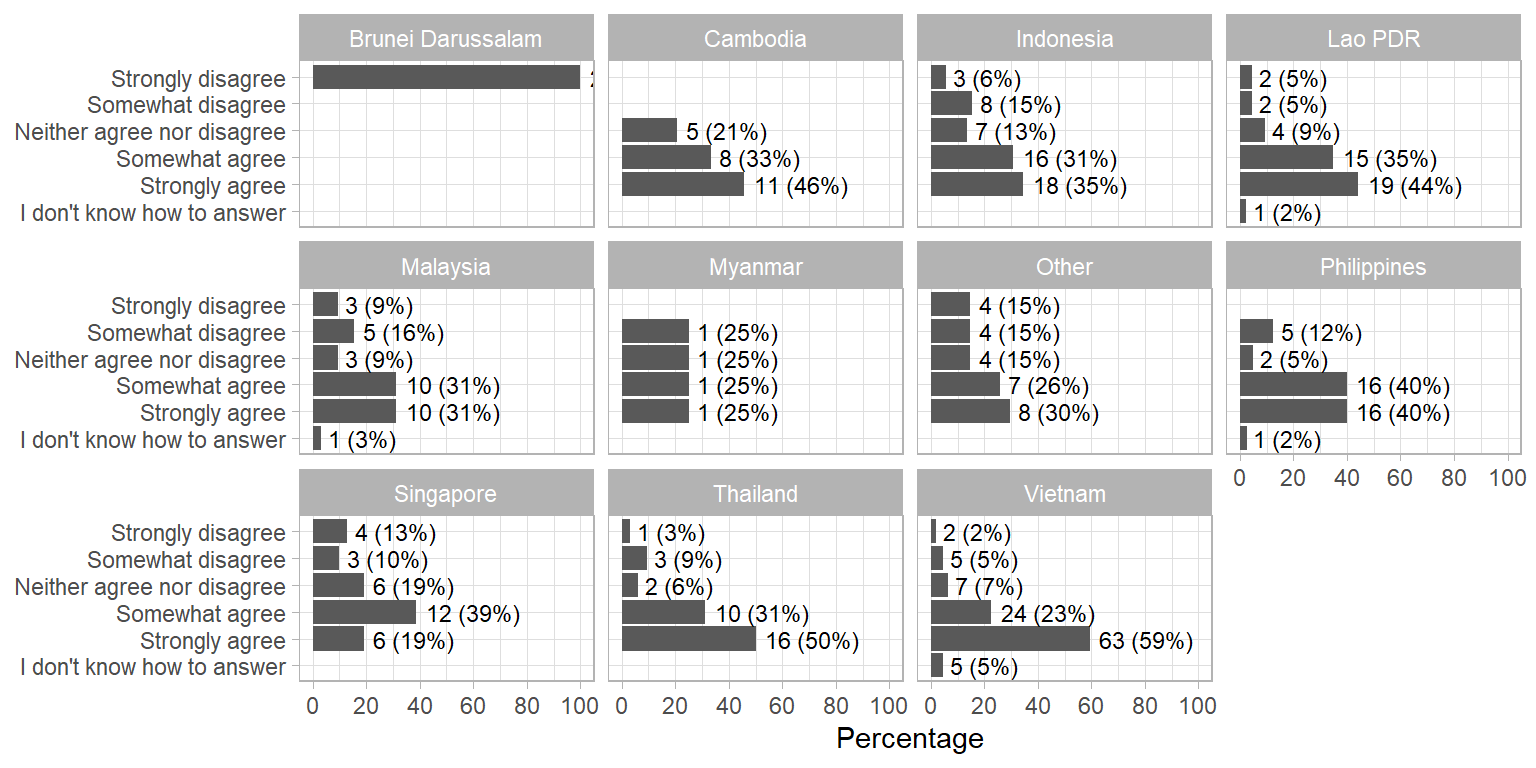 Brunei Darussalam
Cambodia
Indonesia
Lao PDR
Strongly disagree
3 (6%)
2 (5%)
Somewhat disagree
8 (15%)
2 (5%)
Neither agree nor disagree
5 (21%)
7 (13%)
4 (9%)
Somewhat agree
8 (33%)
16 (31%)
15 (35%)
Strongly agree
11 (46%)
18 (35%)
19 (44%)
I don't know how to answer
1 (2%)
Malaysia
Myanmar
Other
Philippines
Strongly disagree
3 (9%)
4 (15%)
Somewhat disagree
5 (16%)
1 (25%)
4 (15%)
5 (12%)
Neither agree nor disagree
3 (9%)
1 (25%)
4 (15%)
2 (5%)
Somewhat agree
10 (31%)
1 (25%)
7 (26%)
16 (40%)
Strongly agree
10 (31%)
1 (25%)
8 (30%)
16 (40%)
I don't know how to answer
1 (3%)
1 (2%)
0 20 40 60 80 100
Singapore
Thailand
Vietnam
Strongly disagree
4 (13%)
1 (3%)
2 (2%)
Somewhat disagree
3 (10%)
3 (9%)
5 (5%)
Neither agree nor disagree
6 (19%)
2 (6%)
7 (7%)
Somewhat agree
12 (39%)
10 (31%)
24 (23%)
Strongly agree
6 (19%)
16 (50%)
63 (59%)
I don't know how to answer
5 (5%)
0 20 40 60 80 100
0 20 40 60 80 100
0 20 40 60 80 100
Percentage